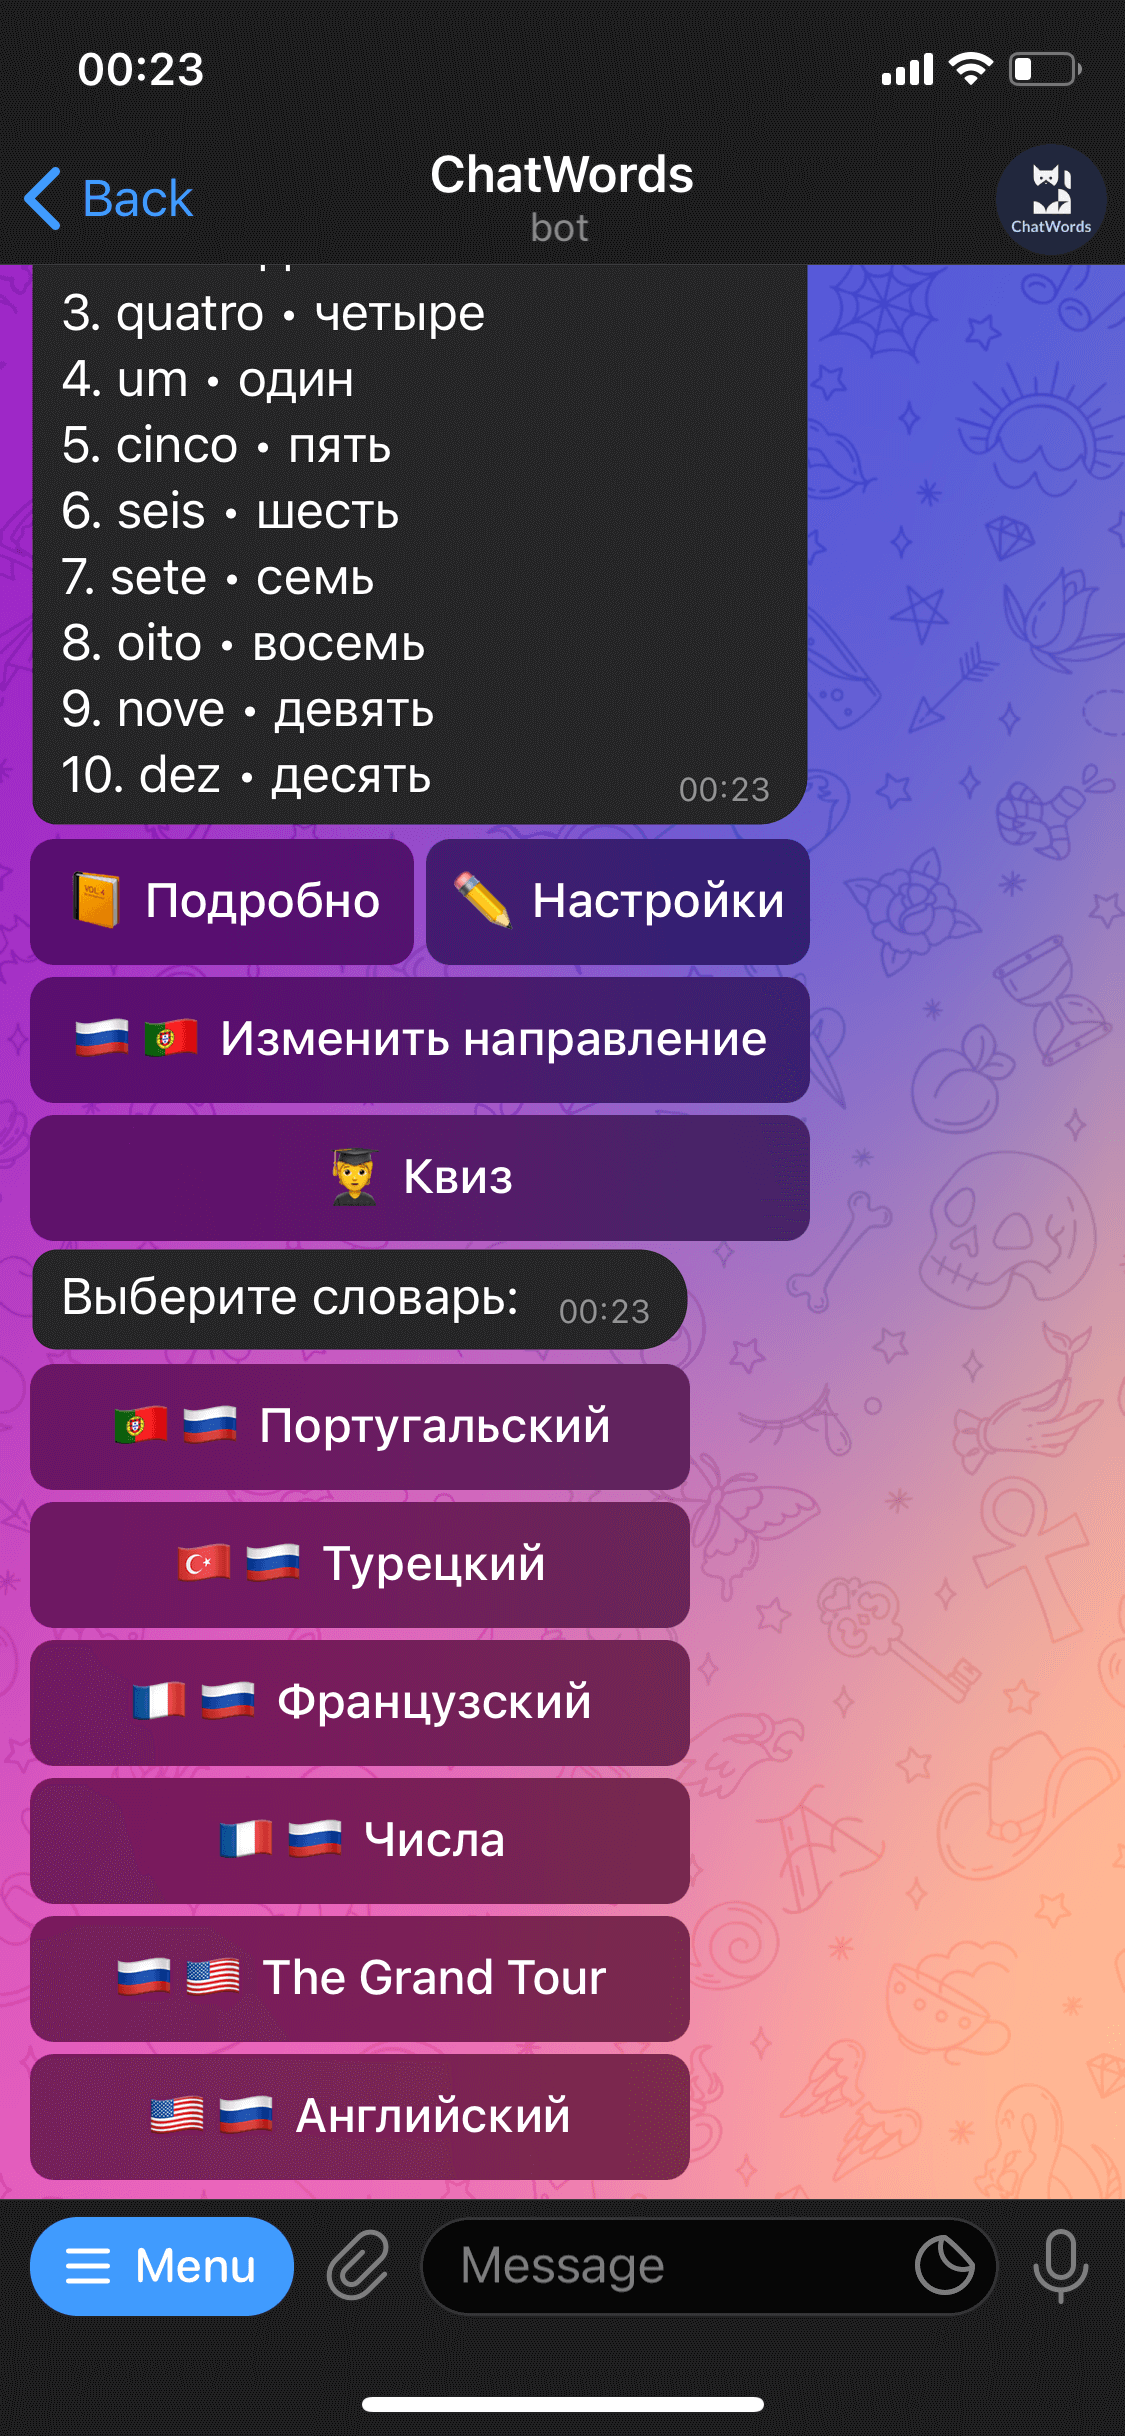 00:23
Back
ChatWords
bot
ChatWords
3. quatro • четыре
4. um • один
5. cinco • пять
6. seis • шесть
7. sete • семь
8. oito • восемь
9. nove • девять
10. dez • десять
00:23
VOL. 4
Подробно
Настройки
Изменить направление
Квиз
Выберите словарь:
00:23
Португальский
Турецкий
Французский
Числа
The Grand Tour
Английский
Menu
Message